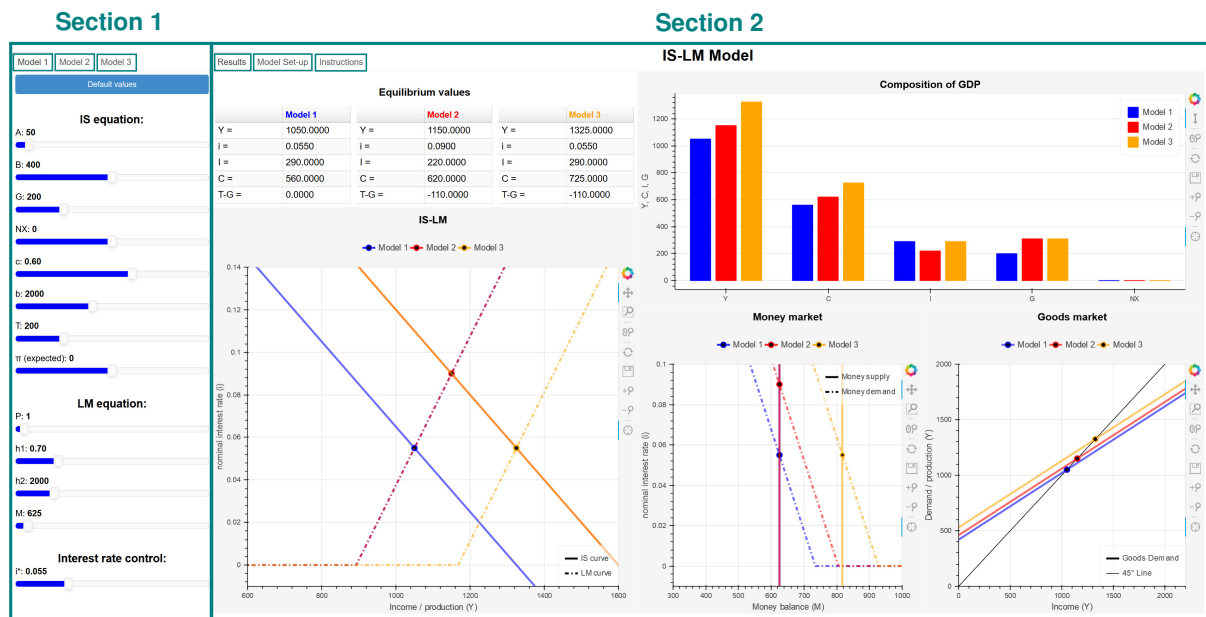 Section 1
Section 2
Model 1
Model 2
Model 3
Default values
IS equation:
A: 50
B: 400
G: 200
NX: 0
c: 0.60
b: 2000
T: 200
π (expected): 0
LM equation:
P: 1
h1: 0.70
h2: 2000
M: 625
Interest rate control:
i*: 0.055
Results
Model Set-up
Instructions
IS-LM Model
Equilibrium values
Model 1
Model 2
Model 3
Y = 1050.0000 Y = 1150.0000 Y = 1325.0000
i = 0.0550 i = 0.0900 i = 0.0550
I = 290.0000 I = 220.0000 I = 290.0000
C = 560.0000 C = 620.0000 C = 725.0000
T-G = 0.0000 T-G = -110.0000 T-G = -110.0000
IS-LM
Model 1 Model 2 Model 3
nominal interest rate (i)
0.14
0.12
0.1
0.08
0.06
0.04
0.02
0
600 800 1000 1200 1400 1600
Income / production (Y)
IS curve
LM curve
Composition of GDP
Y, C, I, G
1200
1000
800
600
400
200
0
Y C I G NX
Model 1
Model 2
Model 3
Money market
Model 1 Model 2 Model 3
nominal interest rate (i)
0.1
0.08
0.06
0.04
0.02
0
300 400 500 600 700 800 900 1000
Money balance (M)
Money supply
Money demand
Goods market
Model 1 Model 2 Model 3
Demand / production (Y)
2000
1500
1000
500
0
0 500 1000 1500 2000
Income (Y)
Goods Demand
45° Line